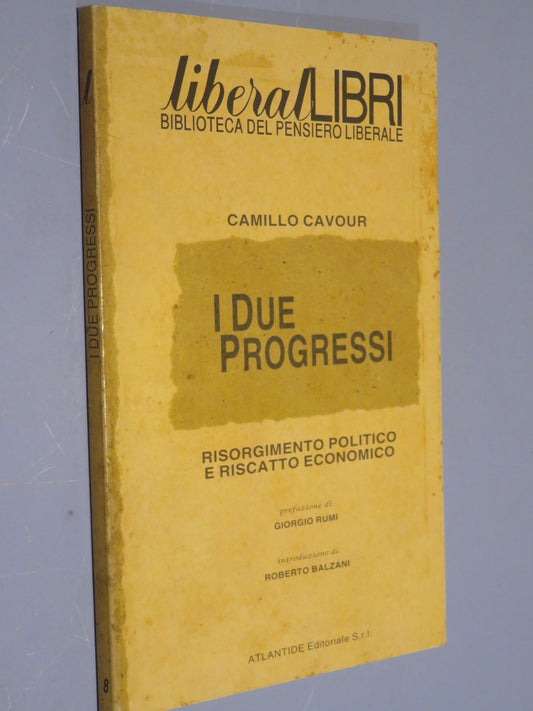 liberalLIBRI
BIBLIOTECA DEL PENSIERO LIBERALE
CAMILLO CAVOUR
I DUE
PROGRESSI
RISORGIMENTO POLITICO
E RISCATTO ECONOMICO
prefazione di
GIORGIO RUMI
introduzione di
ROBERTO BALZANI
ATLANTIDE Editoriale S.r.l.
l
I DUE PROGRESSI
8